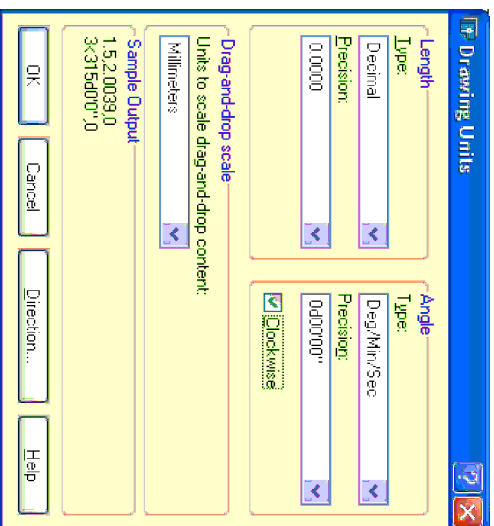 Drawing Units
Length
Type:
Decimal
Precision:
0.0000
Angle
Type:
Deg/Min/Sec
Precision:
0d00'00"
Clockwise
Drag-and-drop scale
Units to scale drag-and-drop content:
Millimeters
Sample Output
1.5,2.0039,0
3<315d0'0",0
OK
Cancel
Direction...
Help